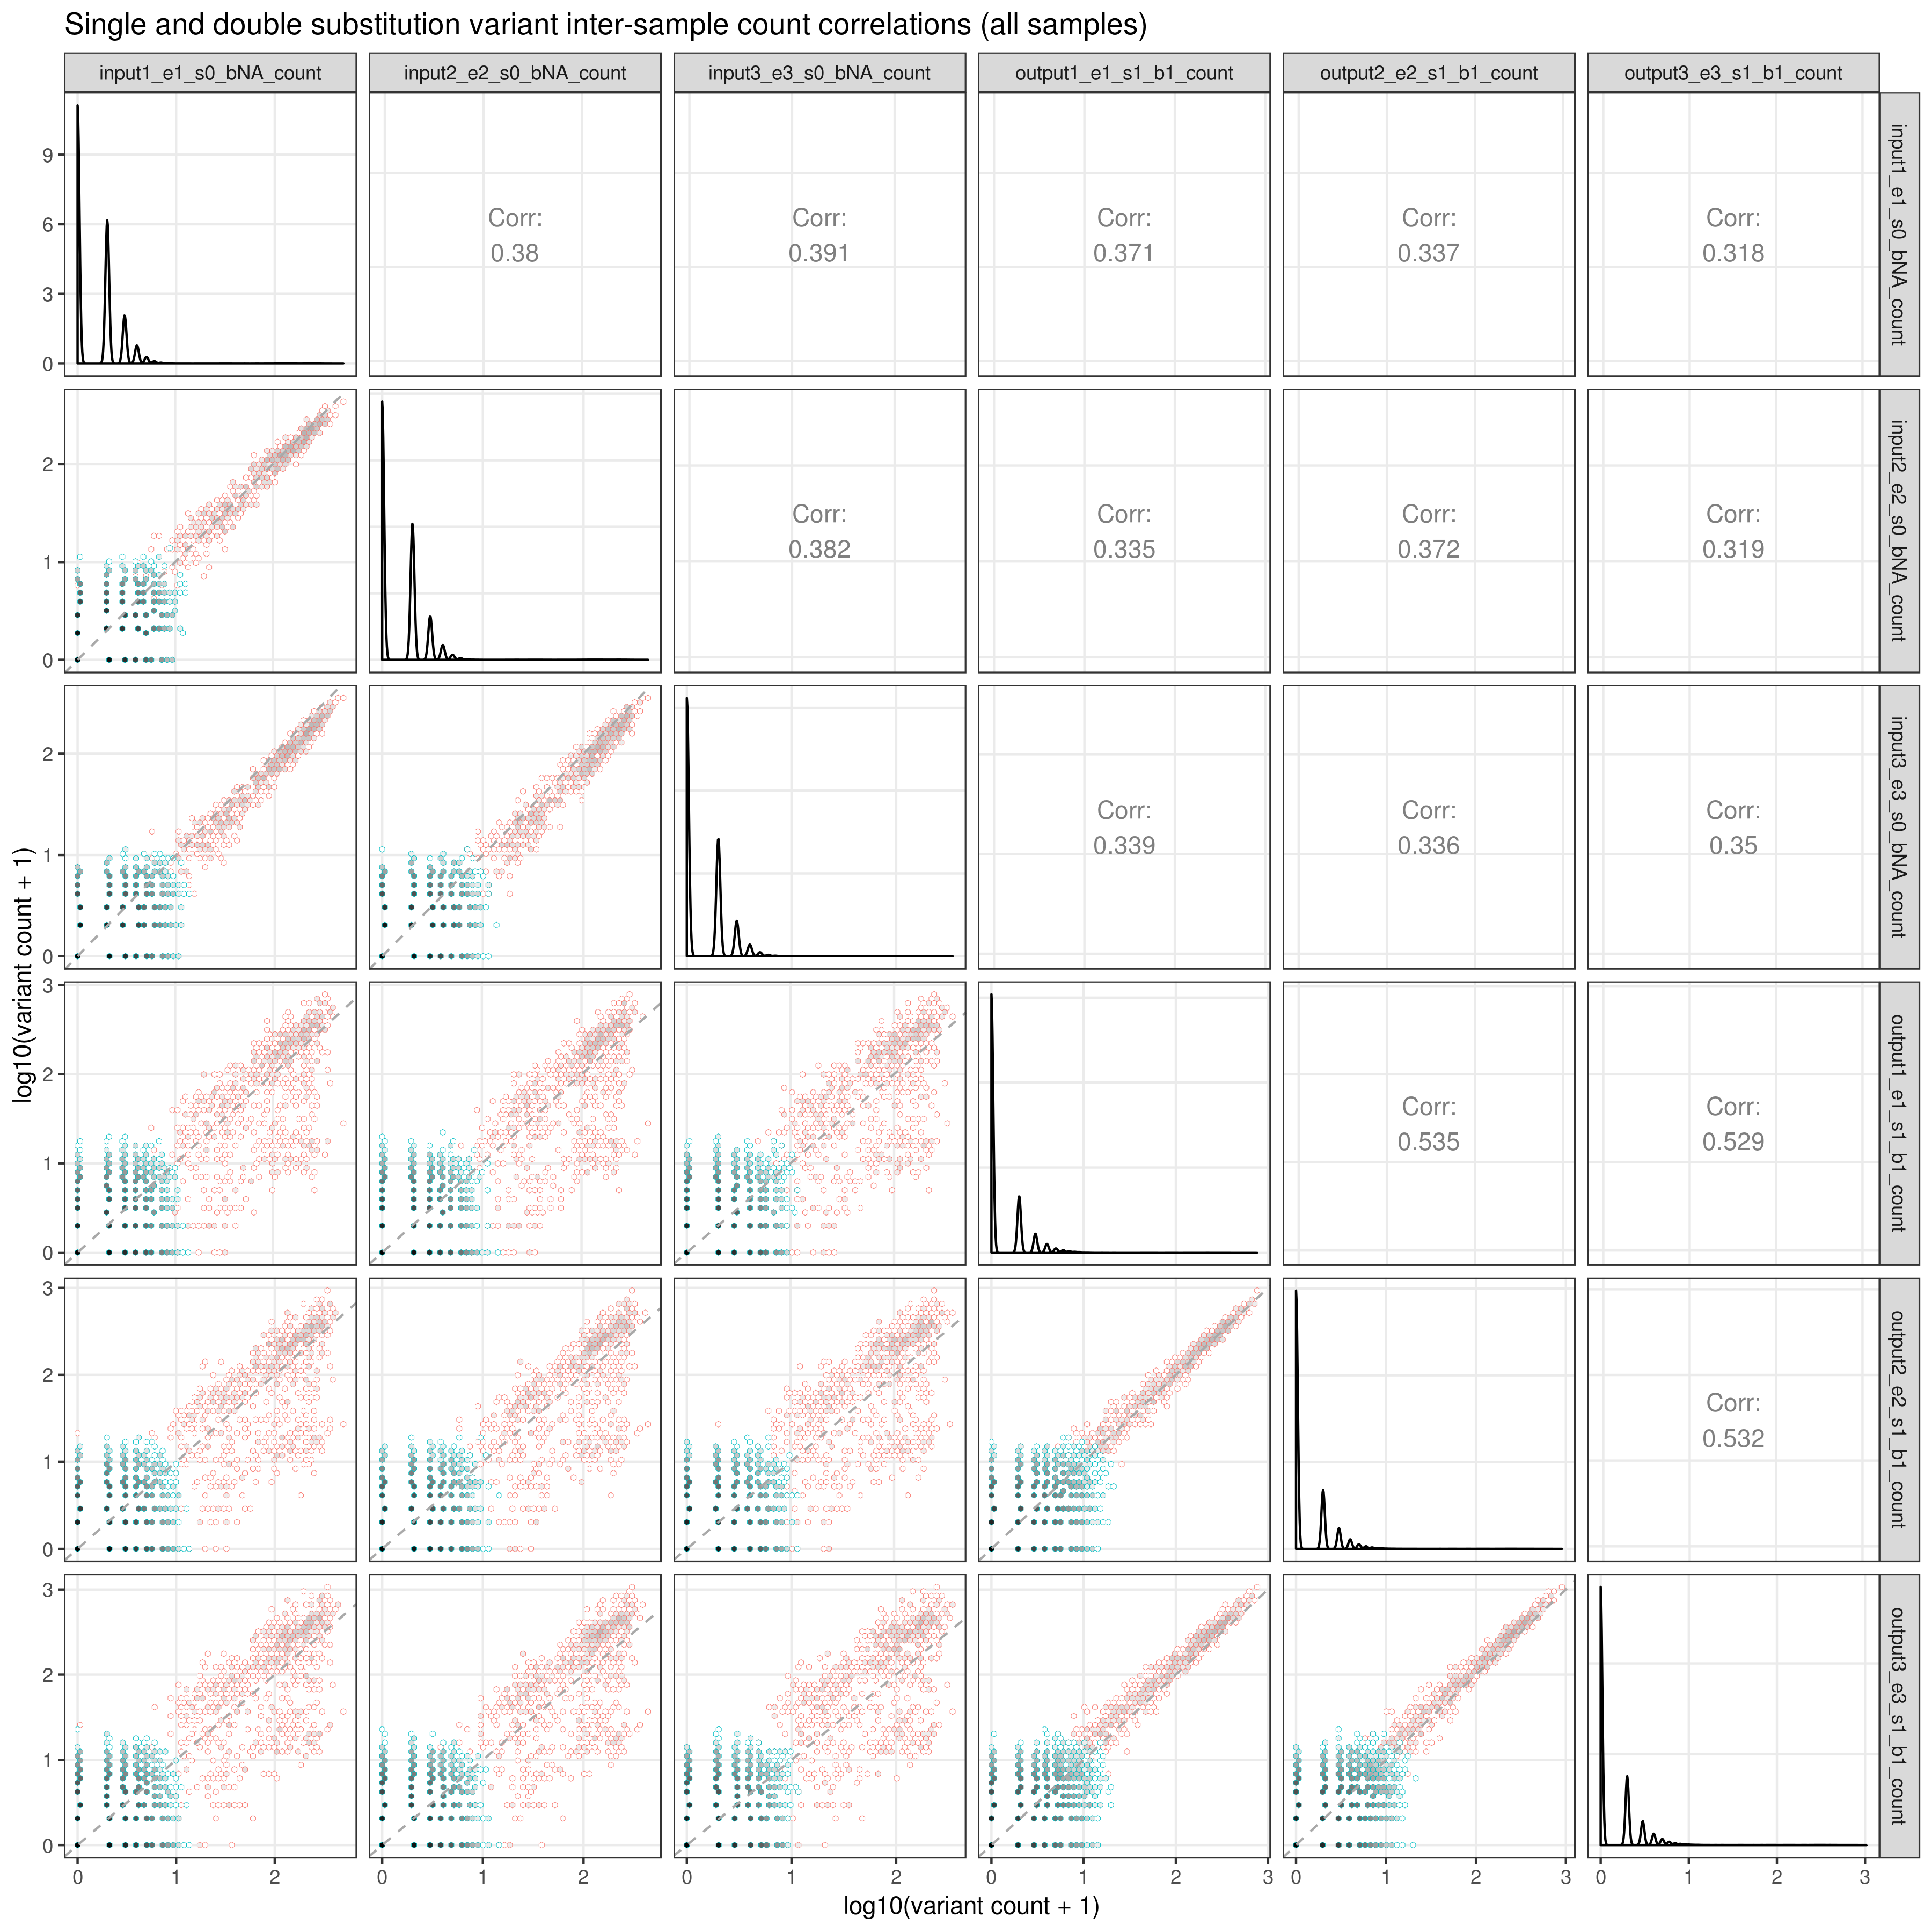 Single and double substitution variant inter-sample count correlations (all samples)
input1_e1_s0_bNA_count
input2_e2_s0_bNA_count
input3_e3_s0_bNA_count
output1_e1_s1_b1_count
output2_e2_s1_b1_count
output3_e3_s1_b1_count
9
6
3
0
Corr:
0.38
Corr:
0.391
Corr:
0.371
Corr:
0.337
Corr:
0.318
input1_e1_s0_bNA_count
2
1
0
Corr:
0.382
Corr:
0.335
Corr:
0.372
Corr:
0.319
input2_e2_s0_bNA_count
2
1
0
Corr:
0.339
Corr:
0.336
Corr:
0.35
input3_e3_s0_bNA_count
log10(variant count + 1)
3
2
1
0
Corr:
0.535
Corr:
0.529
output1_e1_s1_b1_count
3
2
1
0
Corr:
0.532
output2_e2_s1_b1_count
3
2
1
0
output3_e3_s1_b1_count
0 1 2 0 1 2 0 1 2 0 1 2 3 0 1 2 3 0 1 2 3
log10(variant count + 1)